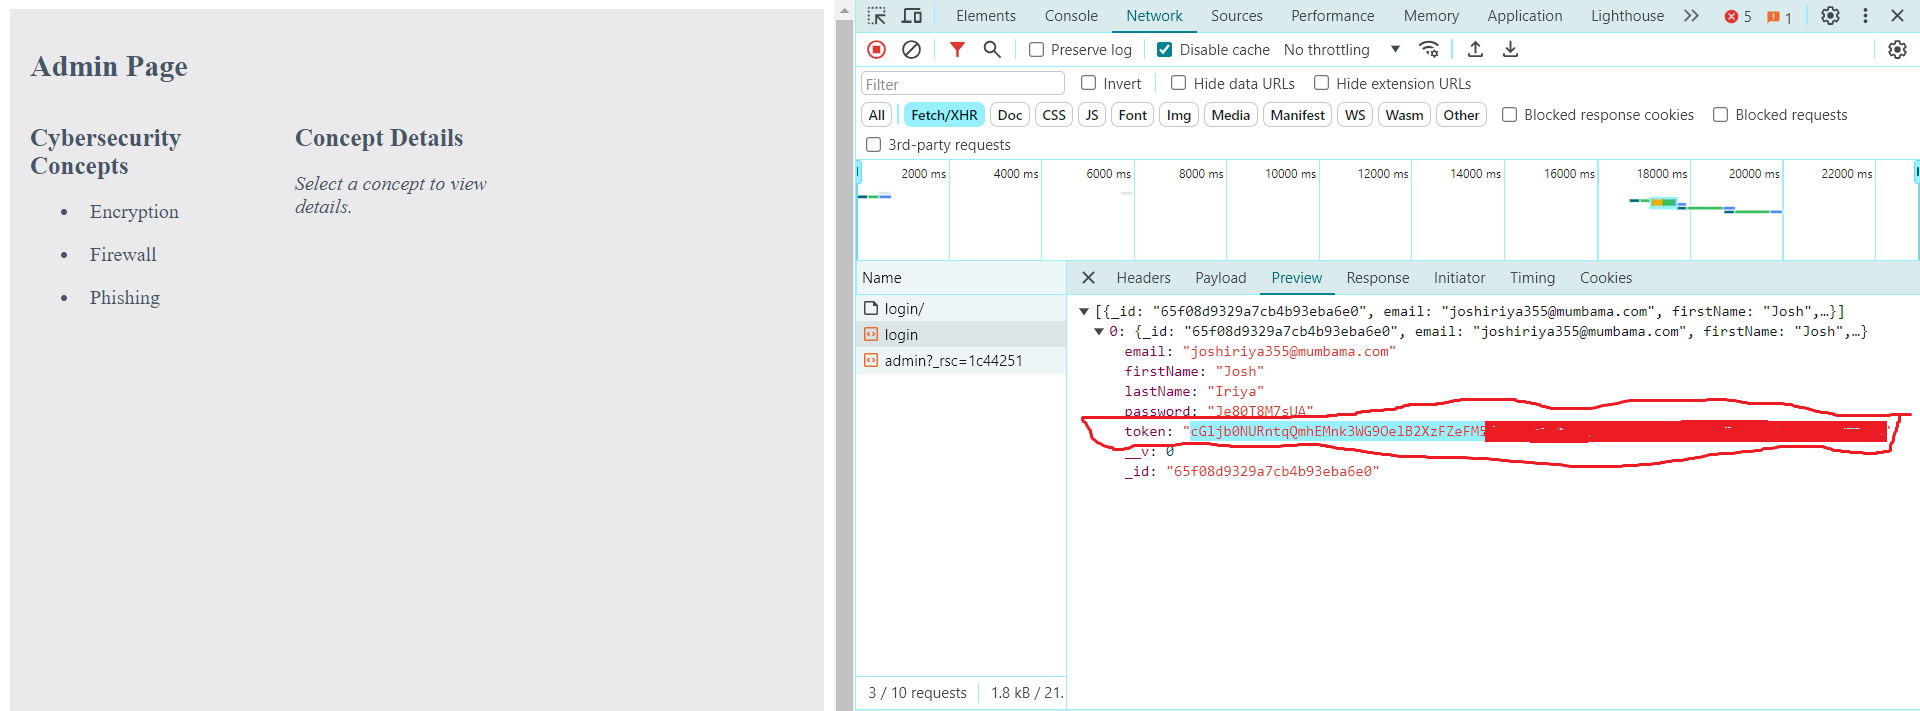 Admin Page
Cybersecurity
Concepts
Encryption
Firewall
Phishing
Concept Details
Select a concept to view
details.
Elements Console Network Sources Performance Memory Application Lighthouse 5 1
Preserve log Disable cache No throttling
Filter Invert Hide data URLs Hide extension URLs
All Fetch/XHR Doc CSS JS Font Img Media Manifest WS Wasm Other Blocked response cookies Blocked requests
3rd-party requests
2000 ms 4000 ms 6000 ms 8000 ms 10000 ms 12000 ms 14000 ms 16000 ms 18000 ms 20000 ms 22000 ms
Name
login/
login
admin?_rsc=1c44251
3 / 10 requests 1.8 kB / 21.
Headers Payload Preview Response Initiator Timing Cookies
[{_id: "65f08d9329a7cb4b93eba6e0", email: "joshiriya355@mumbama.com", firstName: "Josh",…}]
0: {_id: "65f08d9329a7cb4b93eba6e0", email: "joshiriya355@mumbama.com", firstName: "Josh",…}
email: "joshiriya355@mumbama.com"
firstName: "Josh"
lastName: "Iriya"
password: "Je80T8M7sUA"
token: "cGljb0NURntqQmhEMnk3WG9OelB2XzFZeFM5
__v: 0
_id: "65f08d9329a7cb4b93eba6e0"